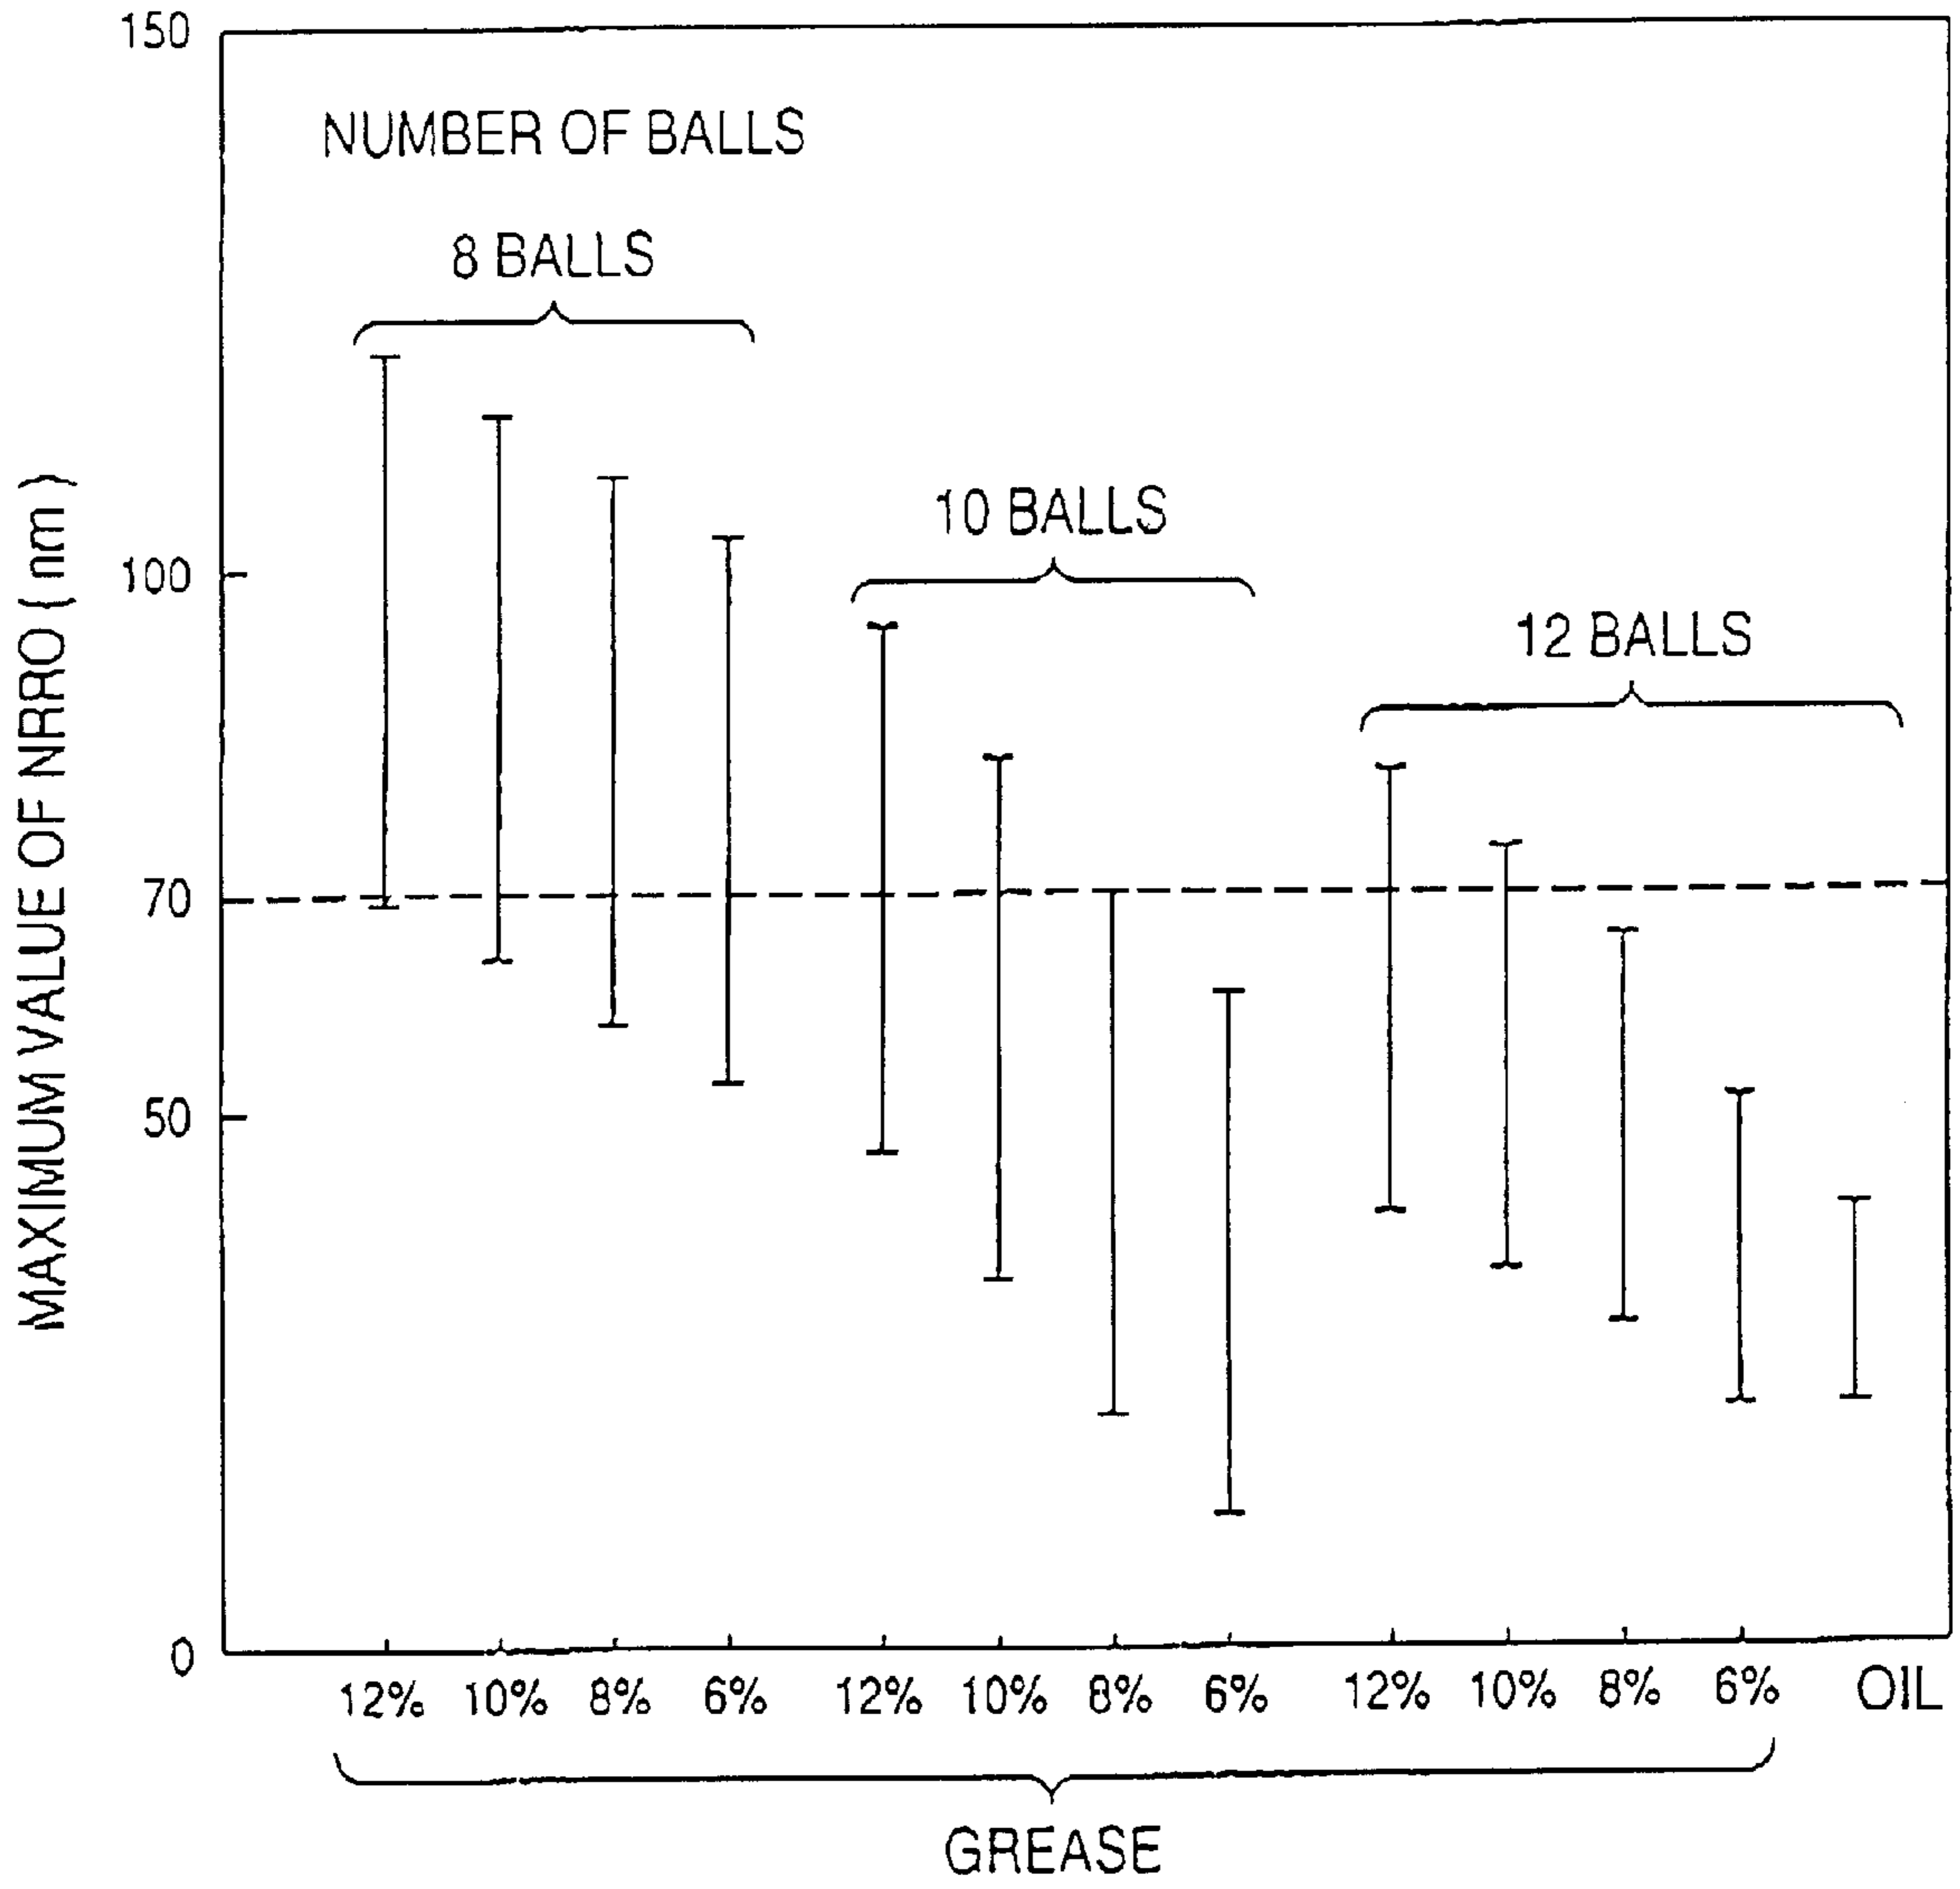 150
NUMBER OF BALLS
8 BALLS
10 BALLS
12 BALLS
100
70
50
0
MAXIMUM VALUE OF NRRO ( nm )
12% 10% 8% 6% 12% 10% 8% 6% 12% 10% 8% 6% OIL
GREASE